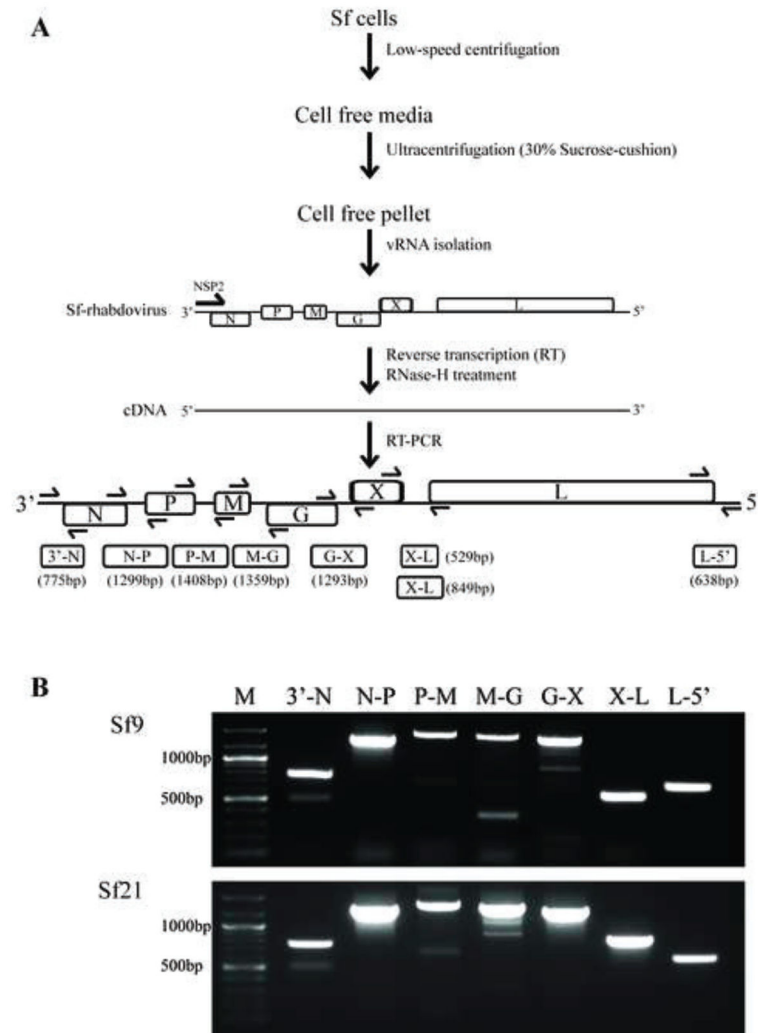 A
Sf cells
Low-speed centrifugation
Cell free media
Ultracentrifugation (30% Sucrose-cushion)
Cell free pellet
vRNA isolation
NSP2
Sf-rhabdovirus 3' N P M G X L 5'
Reverse transcription (RT)
RNase-H treatment
cDNA 5' 3'
RT-PCR
3' N P M G X L 5
3'-N N-P P-M M-G G-X X-L (529bp) L-5'
(775bp) (1299bp) (1408bp) (1359bp) (1293bp) X-L (849bp) (638bp)
B
M 3'-N N-P P-M M-G G-X X-L L-5'
Sf9
1000bp
500bp
Sf21
1000bp
500bp